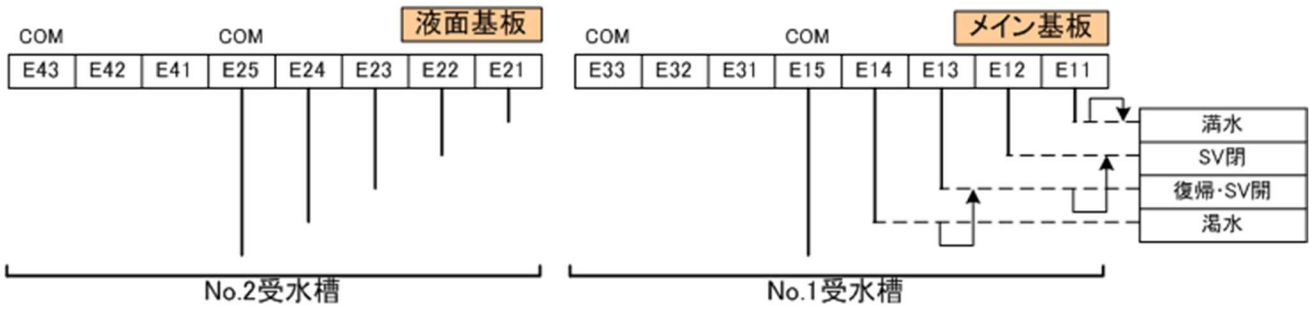 液面基板
メイン基板
COM COM COM COM
E43 E42 E41 E25 E24 E23 E22 E21 E33 E32 E31 E15 E14 E13 E12 E11
満水
SV閉
復帰・SV開
渇水
No.2受水槽 No.1受水槽